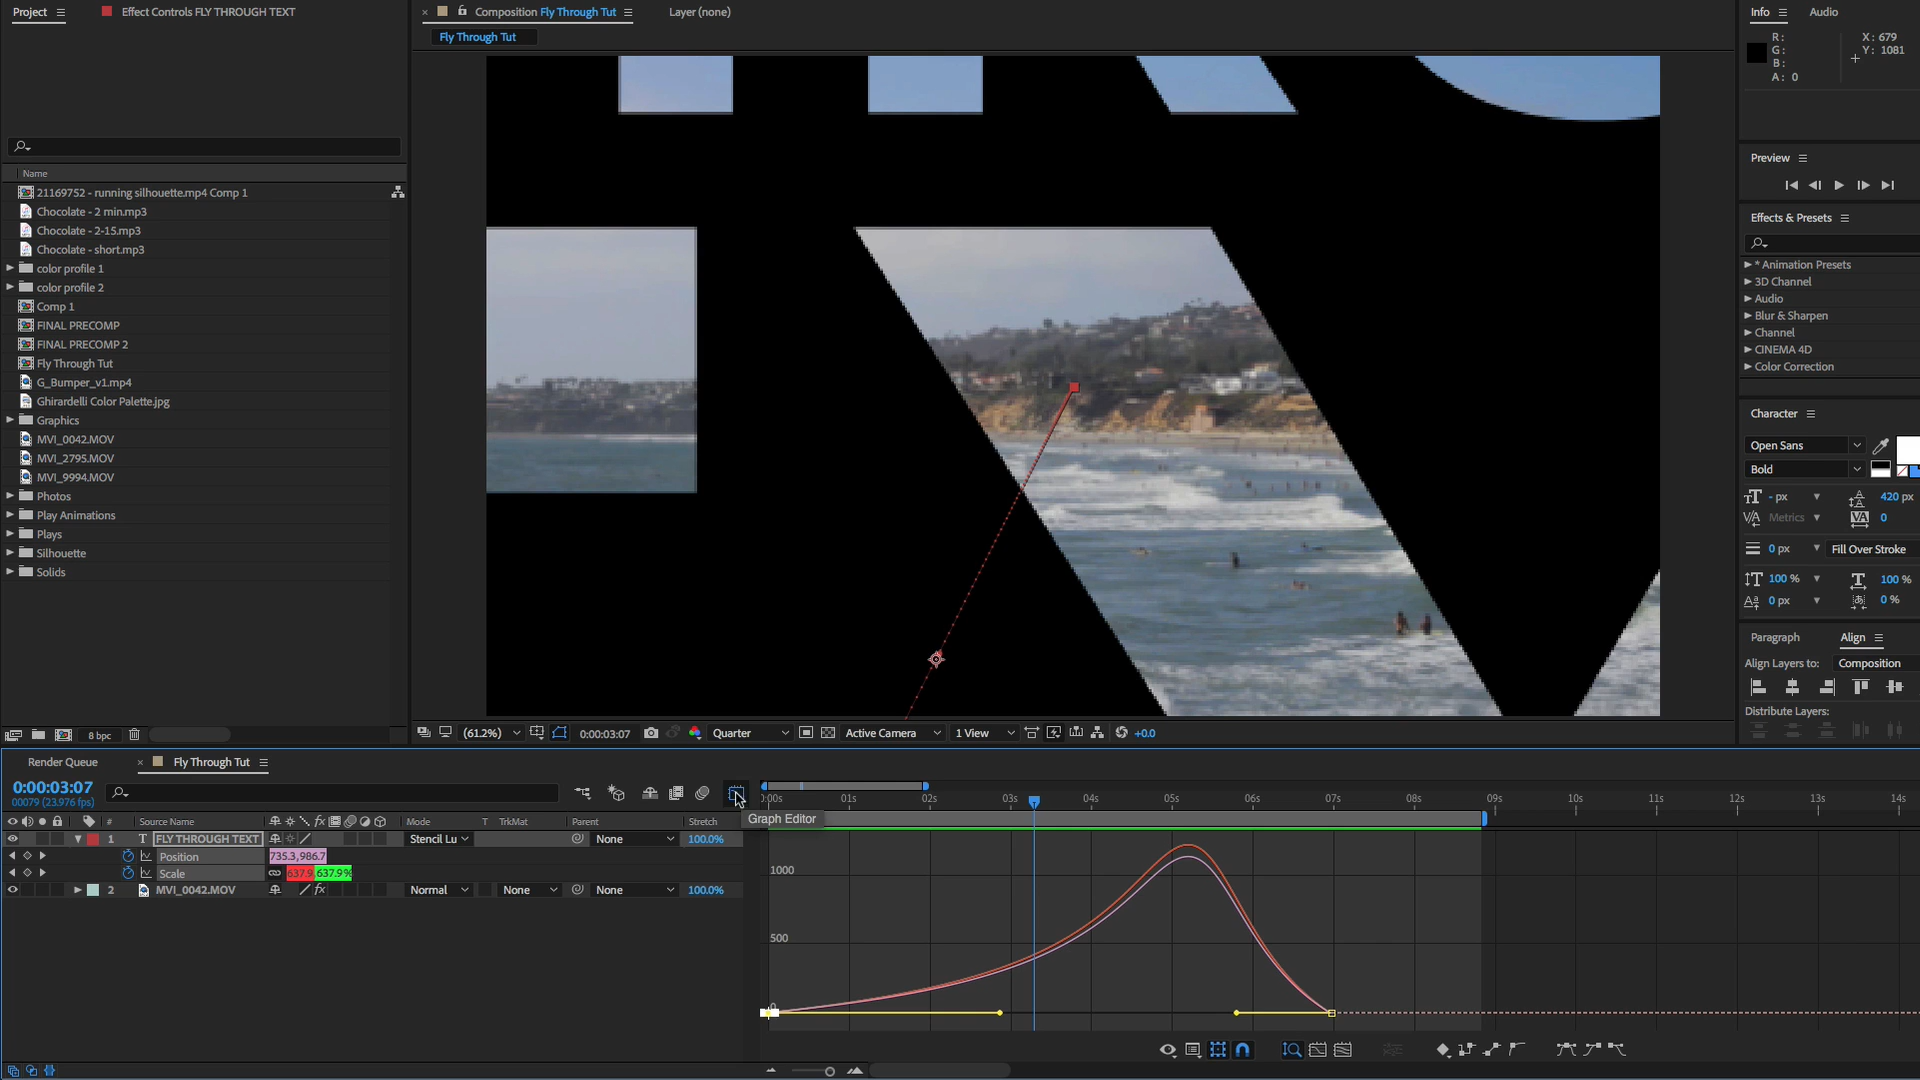 Project
Effect Controls FLY THROUGH TEXT
× Composition Fly Through Tut
Layer (none)
Info
Audio
Fly Through Tut
R:
G:
B:
A: 0
X: 679
Y: 1081
Preview
Name
21169752 - running silhouette.mp4 Comp 1
Chocolate - 2 min.mp3
Chocolate - 2-15.mp3
Chocolate - short.mp3
color profile 1
color profile 2
Comp 1
FINAL PRECOMP
FINAL PRECOMP 2
Fly Through Tut
G_Bumper_v1.mp4
Ghirardelli Color Palette.jpg
Graphics
MVI_0042.MOV
MVI_2795.MOV
MVI_9994.MOV
Photos
Play Animations
Plays
Silhouette
Solids
8 bpc
Effects & Presets
* Animation Presets
3D Channel
Audio
Blur & Sharpen
Channel
CINEMA 4D
Color Correction
Character
Open Sans
Bold
- px
420 px
Metrics
0
0 px
Fill Over Stroke
100 %
100 %
0 px
0 %
Paragraph
Align
Align Layers to: Composition
Distribute Layers:
(61.2%)
0:00:03:07
Quarter
Active Camera
1 View
+0.0
Render Queue
× Fly Through Tut
0:00:03:07
00079 (23.976 fps)
0:00s 01s 02s 03s 04s 05s 06s 07s 08s 09s 10s 11s 12s 13s 14s
Graph Editor
# Source Name Mode T TrkMat Parent Stretch
1 T FLY THROUGH TEXT Stencil Lu None 100.0%
Position 735.3,986.7
Scale 637.9, 637.9%
2 MVI_0042.MOV fx Normal None None 100.0%
1000
500
0